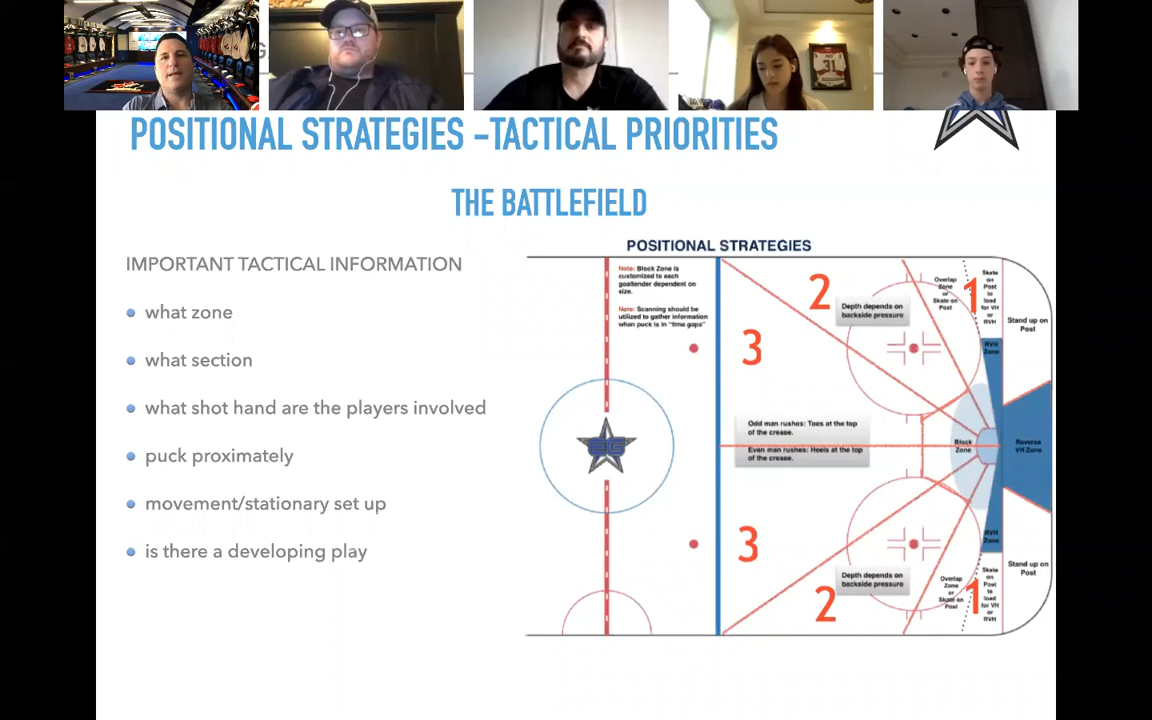 31
POSITIONAL STRATEGIES -TACTICAL PRIORITIES
THE BATTLEFIELD
IMPORTANT TACTICAL INFORMATION
what zone
what section
what shot hand are the players involved
puck proximately
movement/stationary set up
is there a developing play
POSITIONAL STRATEGIES
Note: Block Zone is
customized to each
goaltender dependent on
size.
Note: Scanning should be
utilized to gather information
when puck is in "time gaps"
2
Depth depends on
backside pressure
Overlap
Zone
or
Skate on
Post
1
Skate
on
Post
to
load
for VH
or
RVH
Stand up on
Post
3
RVH
Zone
Odd man rushes: Toes at the top
of the crease.
Even man rushes: Heels at the top
of the crease.
Block
Zone
Reverse
VH Zone
3
RVH
Zone
Depth depends on
backside pressure
2
Overlap
Zone
or
Skate on
Post
1
Skate
on
Post
to
load
for VH
or
RVH
Stand up on
Post